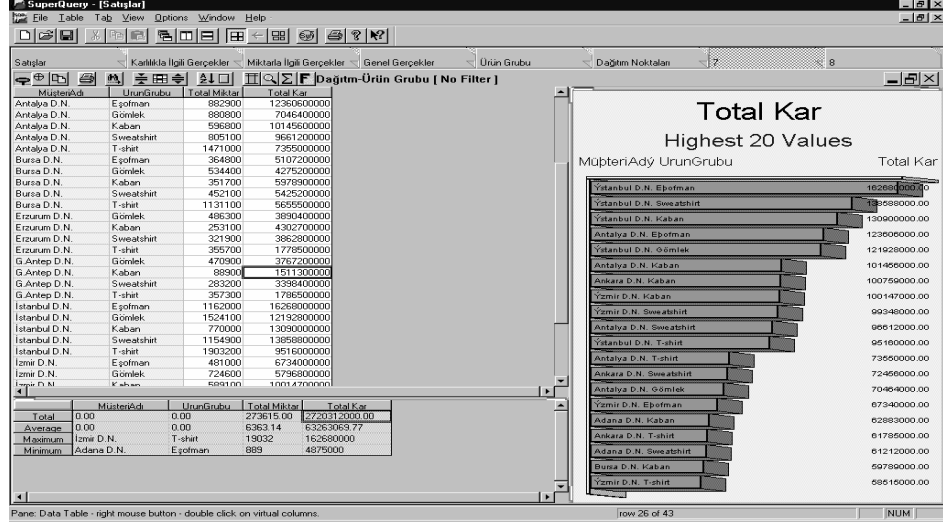 SuperQuery - [Satışlar]
File Table Tab View Options Window Help
Satışlar Karlılıkla İlgili Gerçekler Miktarla İlgili Gerçekler Genel Gerçekler Ürün Grubu Dağıtım Noktaları 7 8
Dağıtım-Ürün Grubu [ No Filter ]
MüşteriAdı UrunGrubu Total Miktar Total Kar
Antalya D.N. Eşofman 882900 12360600000
Antalya D.N. Gömlek 880800 7046400000
Antalya D.N. Kaban 596800 10145600000
Antalya D.N. Sweatshirt 805100 9661200000
Antalya D.N. T-shirt 1471000 7355000000
Bursa D.N. Eşofman 364800 5107200000
Bursa D.N. Gömlek 534400 4275200000
Bursa D.N. Kaban 351700 5978900000
Bursa D.N. Sweatshirt 452100 5425200000
Bursa D.N. T-shirt 1131100 5655500000
Erzurum D.N. Gömlek 486300 3890400000
Erzurum D.N. Kaban 253100 4302700000
Erzurum D.N. Sweatshirt 321900 3862800000
Erzurum D.N. T-shirt 355700 1778500000
G.Antep D.N. Gömlek 470900 3767200000
G.Antep D.N. Kaban 88900 1511300000
G.Antep D.N. Sweatshirt 283200 3398400000
G.Antep D.N. T-shirt 357300 1786500000
İstanbul D.N. Eşofman 1162000 16268000000
İstanbul D.N. Gömlek 1524100 12192800000
İstanbul D.N. Kaban 770000 13090000000
İstanbul D.N. Sweatshirt 1154900 13858800000
İstanbul D.N. T-shirt 1903200 9516000000
İzmir D.N. Eşofman 481000 6734000000
İzmir D.N. Gömlek 724600 5796800000
İzmir D.N. Kaban 589100 10014700000
MüsteriAdı UrunGrubu Total Miktar Total Kar
Total 0.00 0.00 273615.00 2720312000.00
Average 0.00 0.00 6363.14 63263069.77
Maximum İzmir D.N. T-shirt 19032 162680000
Minimum Adana D.N. Eşofman 889 4875000
Total Kar
Highest 20 Values
MüþteriAdý UrunGrubu Total Kar
Ýstanbul D.N. Eþofman 162680000.00
Ýstanbul D.N. Sweatshirt 138588000.00
Ýstanbul D.N. Kaban 130900000.00
Antalya D.N. Eþofman 123606000.00
Ýstanbul D.N. Gömlek 121928000.00
Antalya D.N. Kaban 101456000.00
Ankara D.N. Kaban 100759000.00
Ýzmir D.N. Kaban 100147000.00
Ýzmir D.N. Sweatshirt 99348000.00
Antalya D.N. Sweatshirt 96612000.00
Ýstanbul D.N. T-shirt 95160000.00
Antalya D.N. T-shirt 73550000.00
Ankara D.N. Sweatshirt 72456000.00
Antalya D.N. Gömlek 70464000.00
Ýzmir D.N. Eþofman 67340000.00
Adana D.N. Kaban 62883000.00
Ankara D.N. T-shirt 61785000.00
Adana D.N. Sweatshirt 61212000.00
Bursa D.N. Kaban 59789000.00
Ýzmir D.N. T-shirt 58515000.00
Pane: Data Table - right mouse button - double click on virtual columns. row 26 of 43 NUM